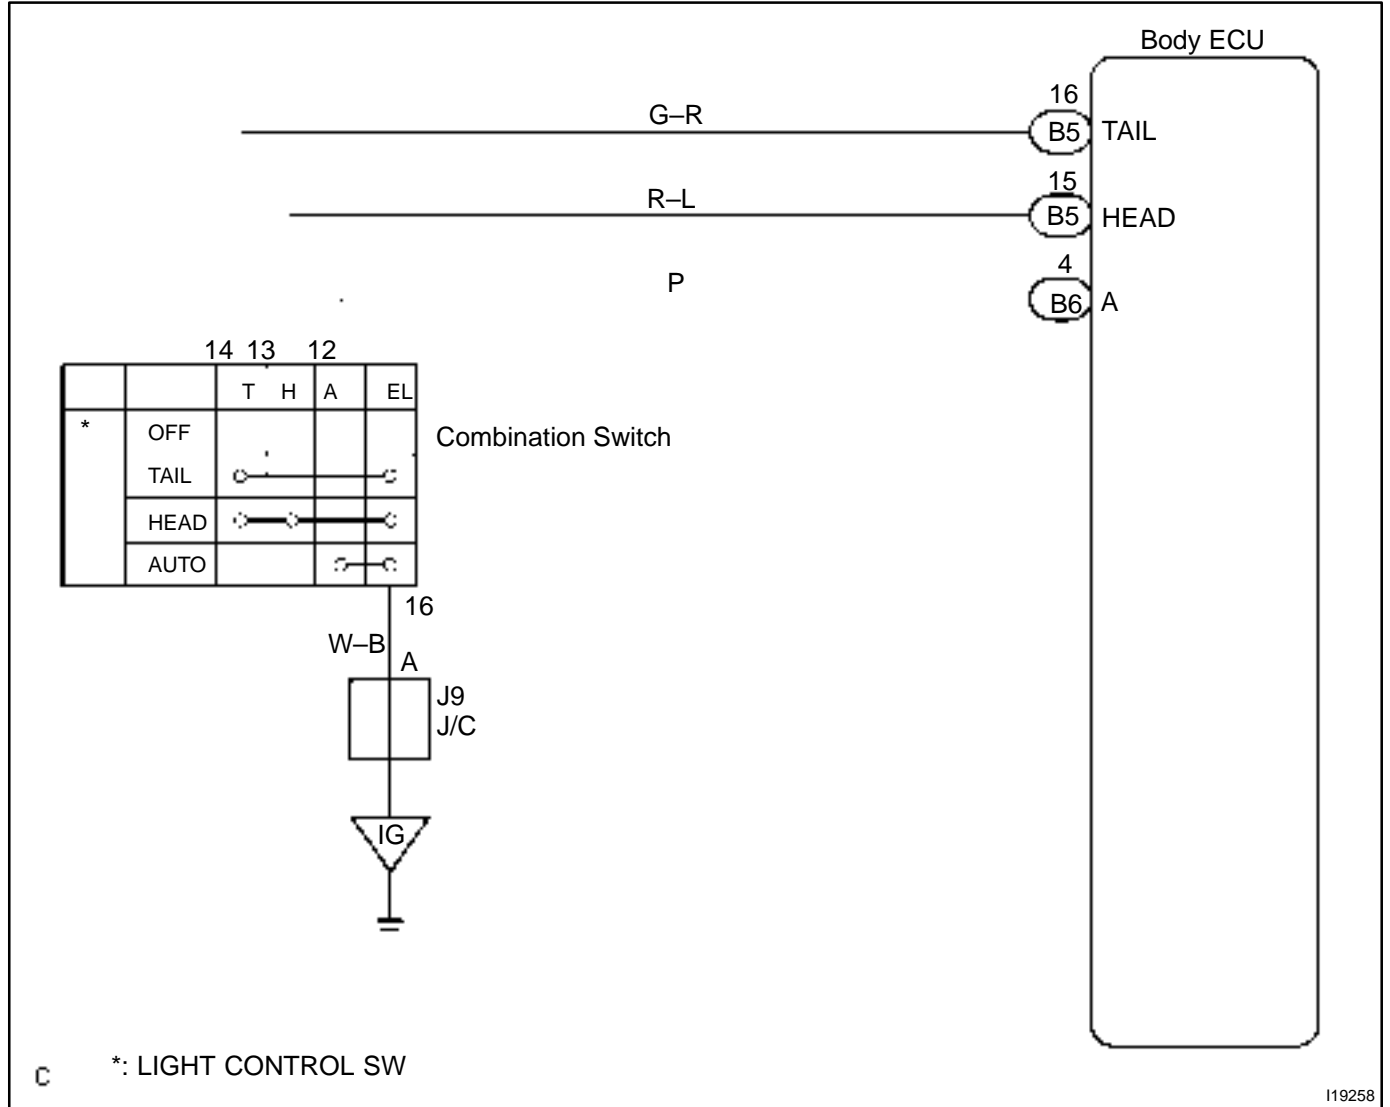 Body ECU
16
G–R
B5 TAIL
15
R–L
B5 HEAD
4
P
B6 A
14 13 12
T H A EL
* OFF
Combination Switch
TAIL
HEAD
AUTO
16
W–B
A
J9
J/C
IG
*: LIGHT CONTROL SW
C
I19258